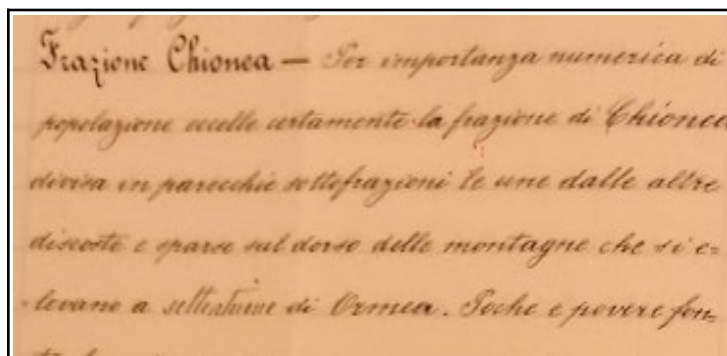 Frazione Chionea — Per importanza numerica di
popolazione eccelle certamente la frazione di Chionea
divisa in parecchie sottofrazioni le une dalle altre
discoste e sparse sul dorso delle montagne che si e=
=levano a settentrione di Ormea. Poche e povere fon=